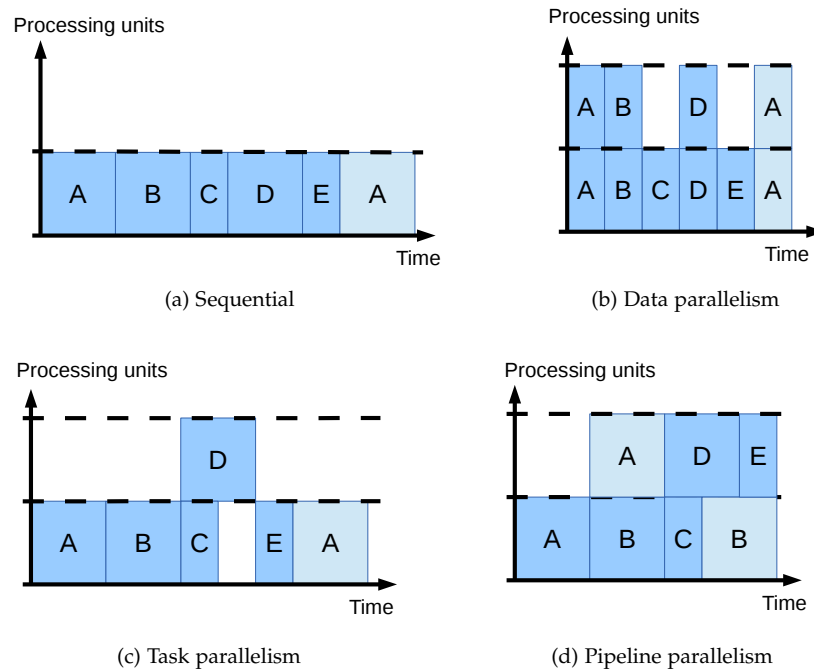 Processing units
A B C D E A
Time
(a) Sequential
Processing units
A B D A
A B C D E A
Time
(b) Data parallelism
Processing units
D
A B C E A
Time
(c) Task parallelism
Processing units
A D E
A B C B
Time
(d) Pipeline parallelism